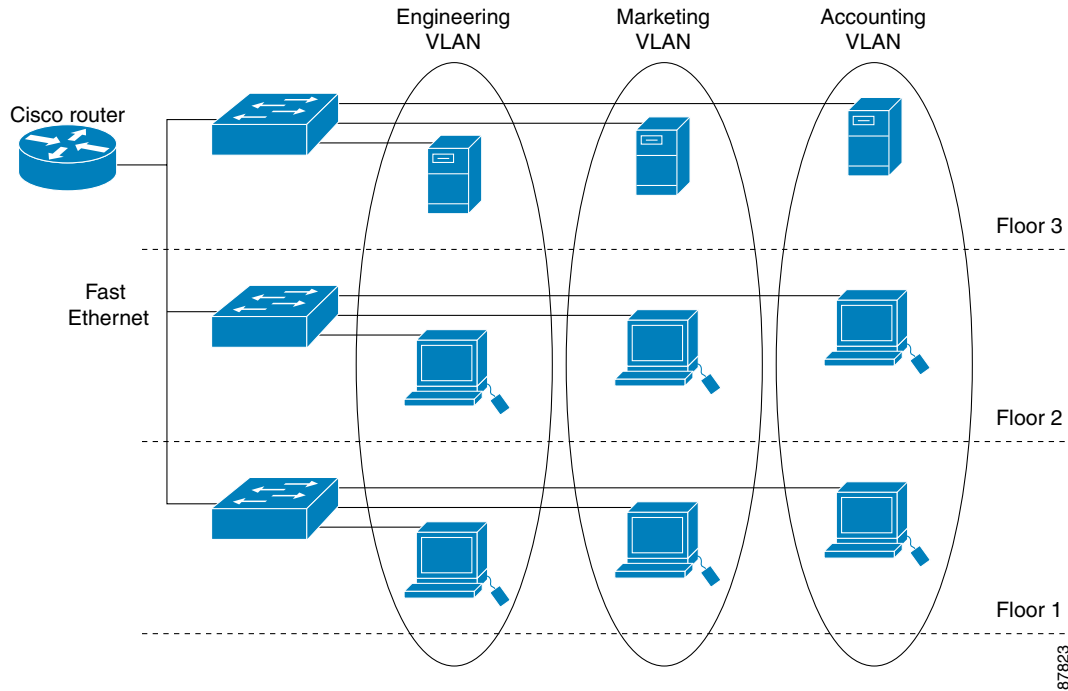 Engineering
VLAN
Marketing
VLAN
Accounting
VLAN
Cisco router
Floor 3
Fast
Ethernet
Floor 2
Floor 1
87823